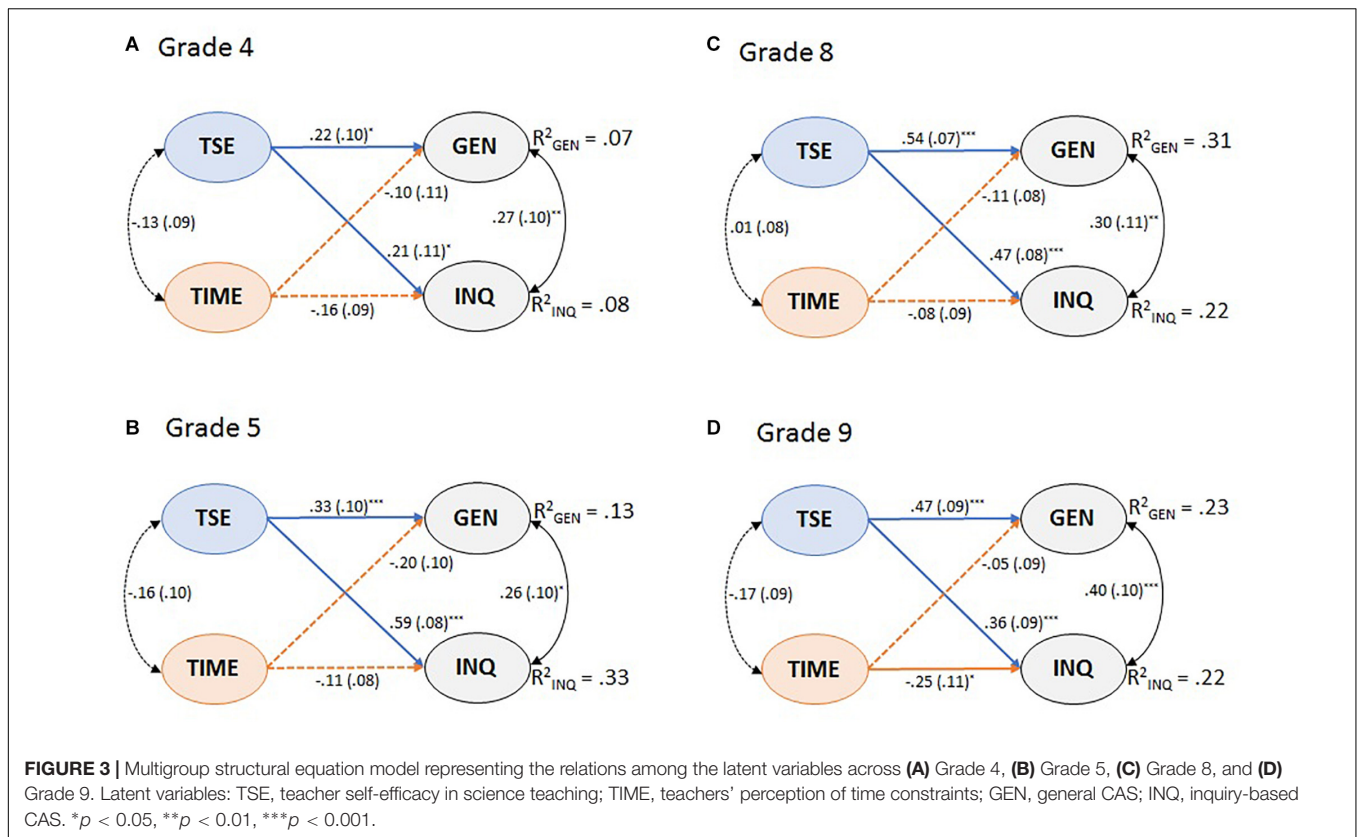 A Grade 4
TSE
.22 (.10)*
GEN
R²GEN = .07
-.10 (.11)
-.13 (.09)
.27 (.10)**
.21 (.11)*
TIME
-.16 (.09)
INQ
R²INQ = .08
C Grade 8
TSE
.54 (.07)***
GEN
R²GEN = .31
-.11 (.08)
.01 (.08)
.30 (.11)**
.47 (.08)***
TIME
-.08 (.09)
INQ
R²INQ = .22
B Grade 5
TSE
.33 (.10)***
GEN
R²GEN = .13
-.20 (.10)
-.16 (.10)
.26 (.10)*
.59 (.08)***
TIME
-.11 (.08)
INQ
R²INQ = .33
D Grade 9
TSE
.47 (.09)***
GEN
R²GEN = .23
-.05 (.09)
-.17 (.09)
.40 (.10)***
.36 (.09)***
TIME
-.25 (.11)*
INQ
R²INQ = .22
FIGURE 3 | Multigroup structural equation model representing the relations among the latent variables across (A) Grade 4, (B) Grade 5, (C) Grade 8, and (D)
Grade 9. Latent variables: TSE, teacher self-efficacy in science teaching; TIME, teachers' perception of time constraints; GEN, general CAS; INQ, inquiry-based
CAS. *p < 0.05, **p < 0.01, ***p < 0.001.